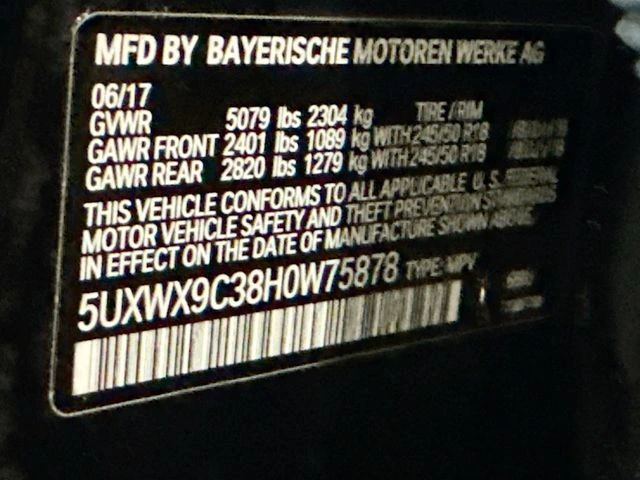 MFD BY BAYERISCHE MOTOREN WERKE AG
06/17
GVWR 5079 lbs 2304 kg TIRE / RIM
GAWR FRONT 2401 lbs 1089 kg WITH 245/50 R18
GAWR REAR 2820 lbs 1279 kg WITH 245/50 R18
THIS VEHICLE CONFORMS TO ALL APPLICABLE U. S. FEDERAL
MOTOR VEHICLE SAFETY AND THEFT PREVENTION STANDARDS
IN EFFECT ON THE DATE OF MANUFACTURE SHOWN ABOVE.
5UXWX9C38H0W75878 TYPE: MPV